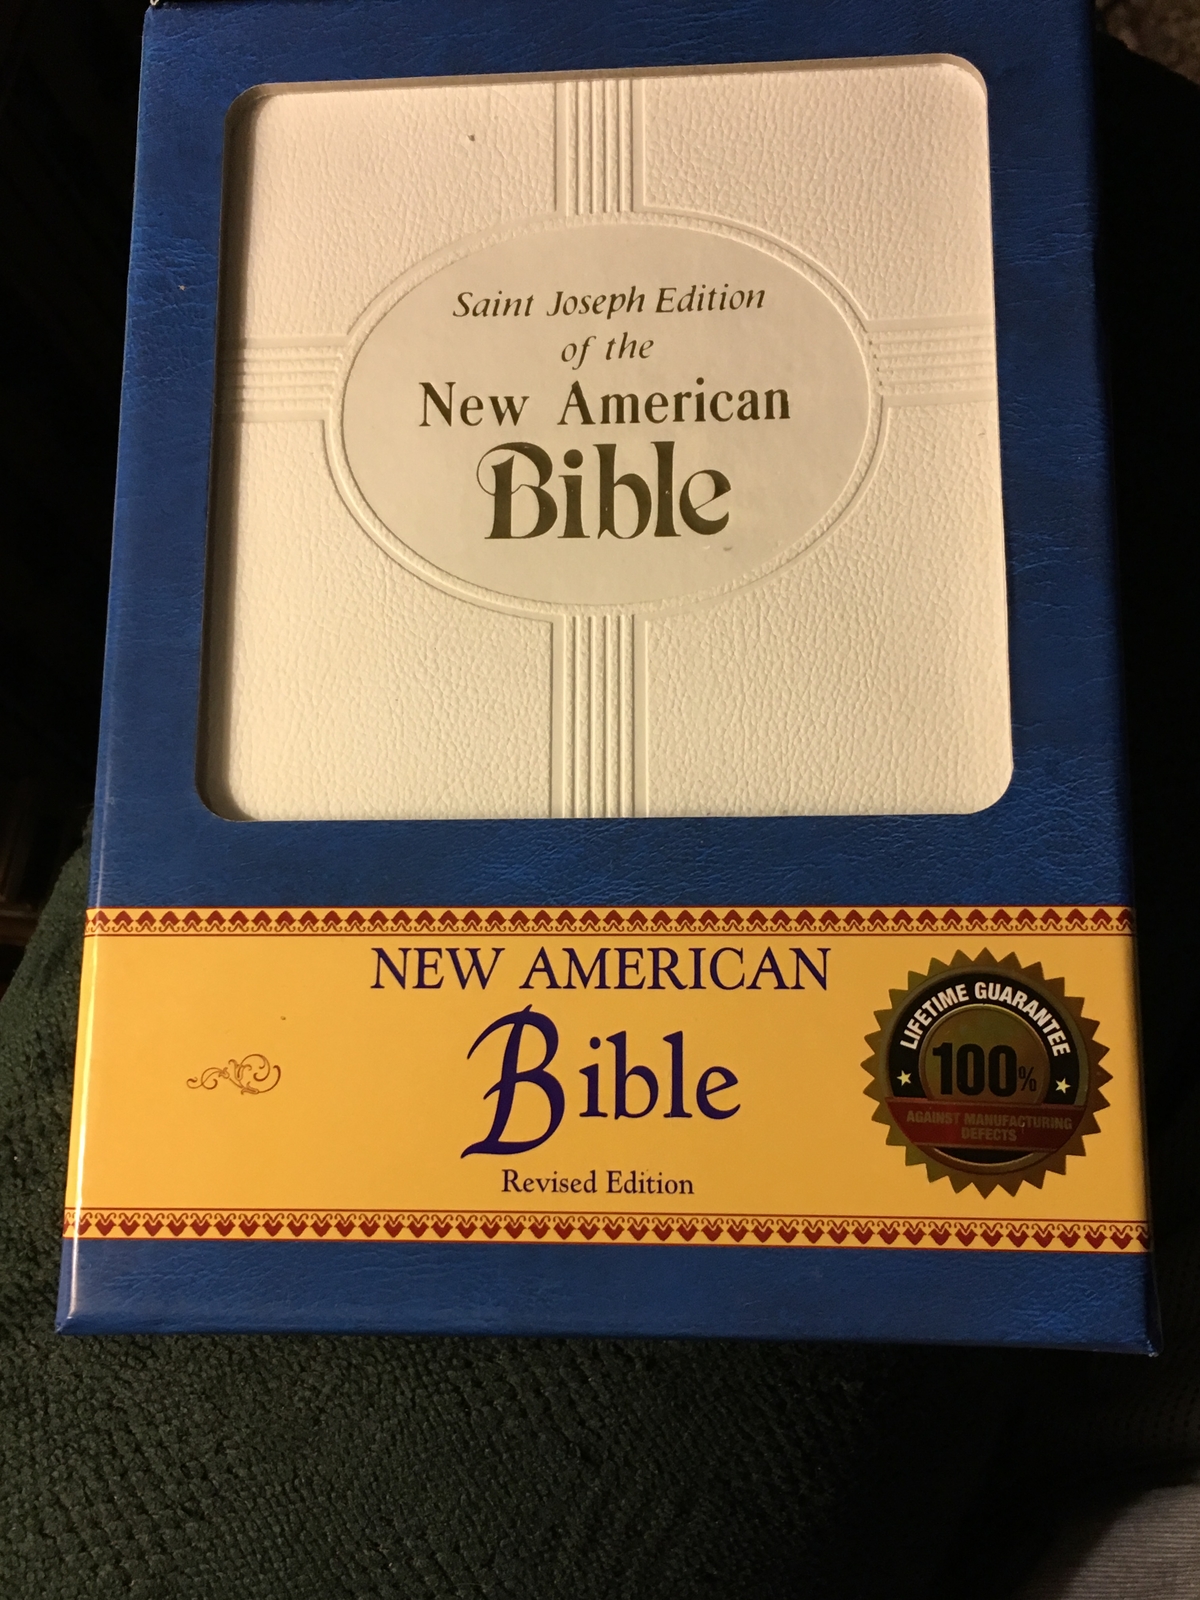 Saint Joseph Edition
of the
New American
Bible
NEW AMERICAN
Bible
Revised Edition
LIFETIME GUARANTEE
100%
AGAINST MANUFACTURING
DEFECTS